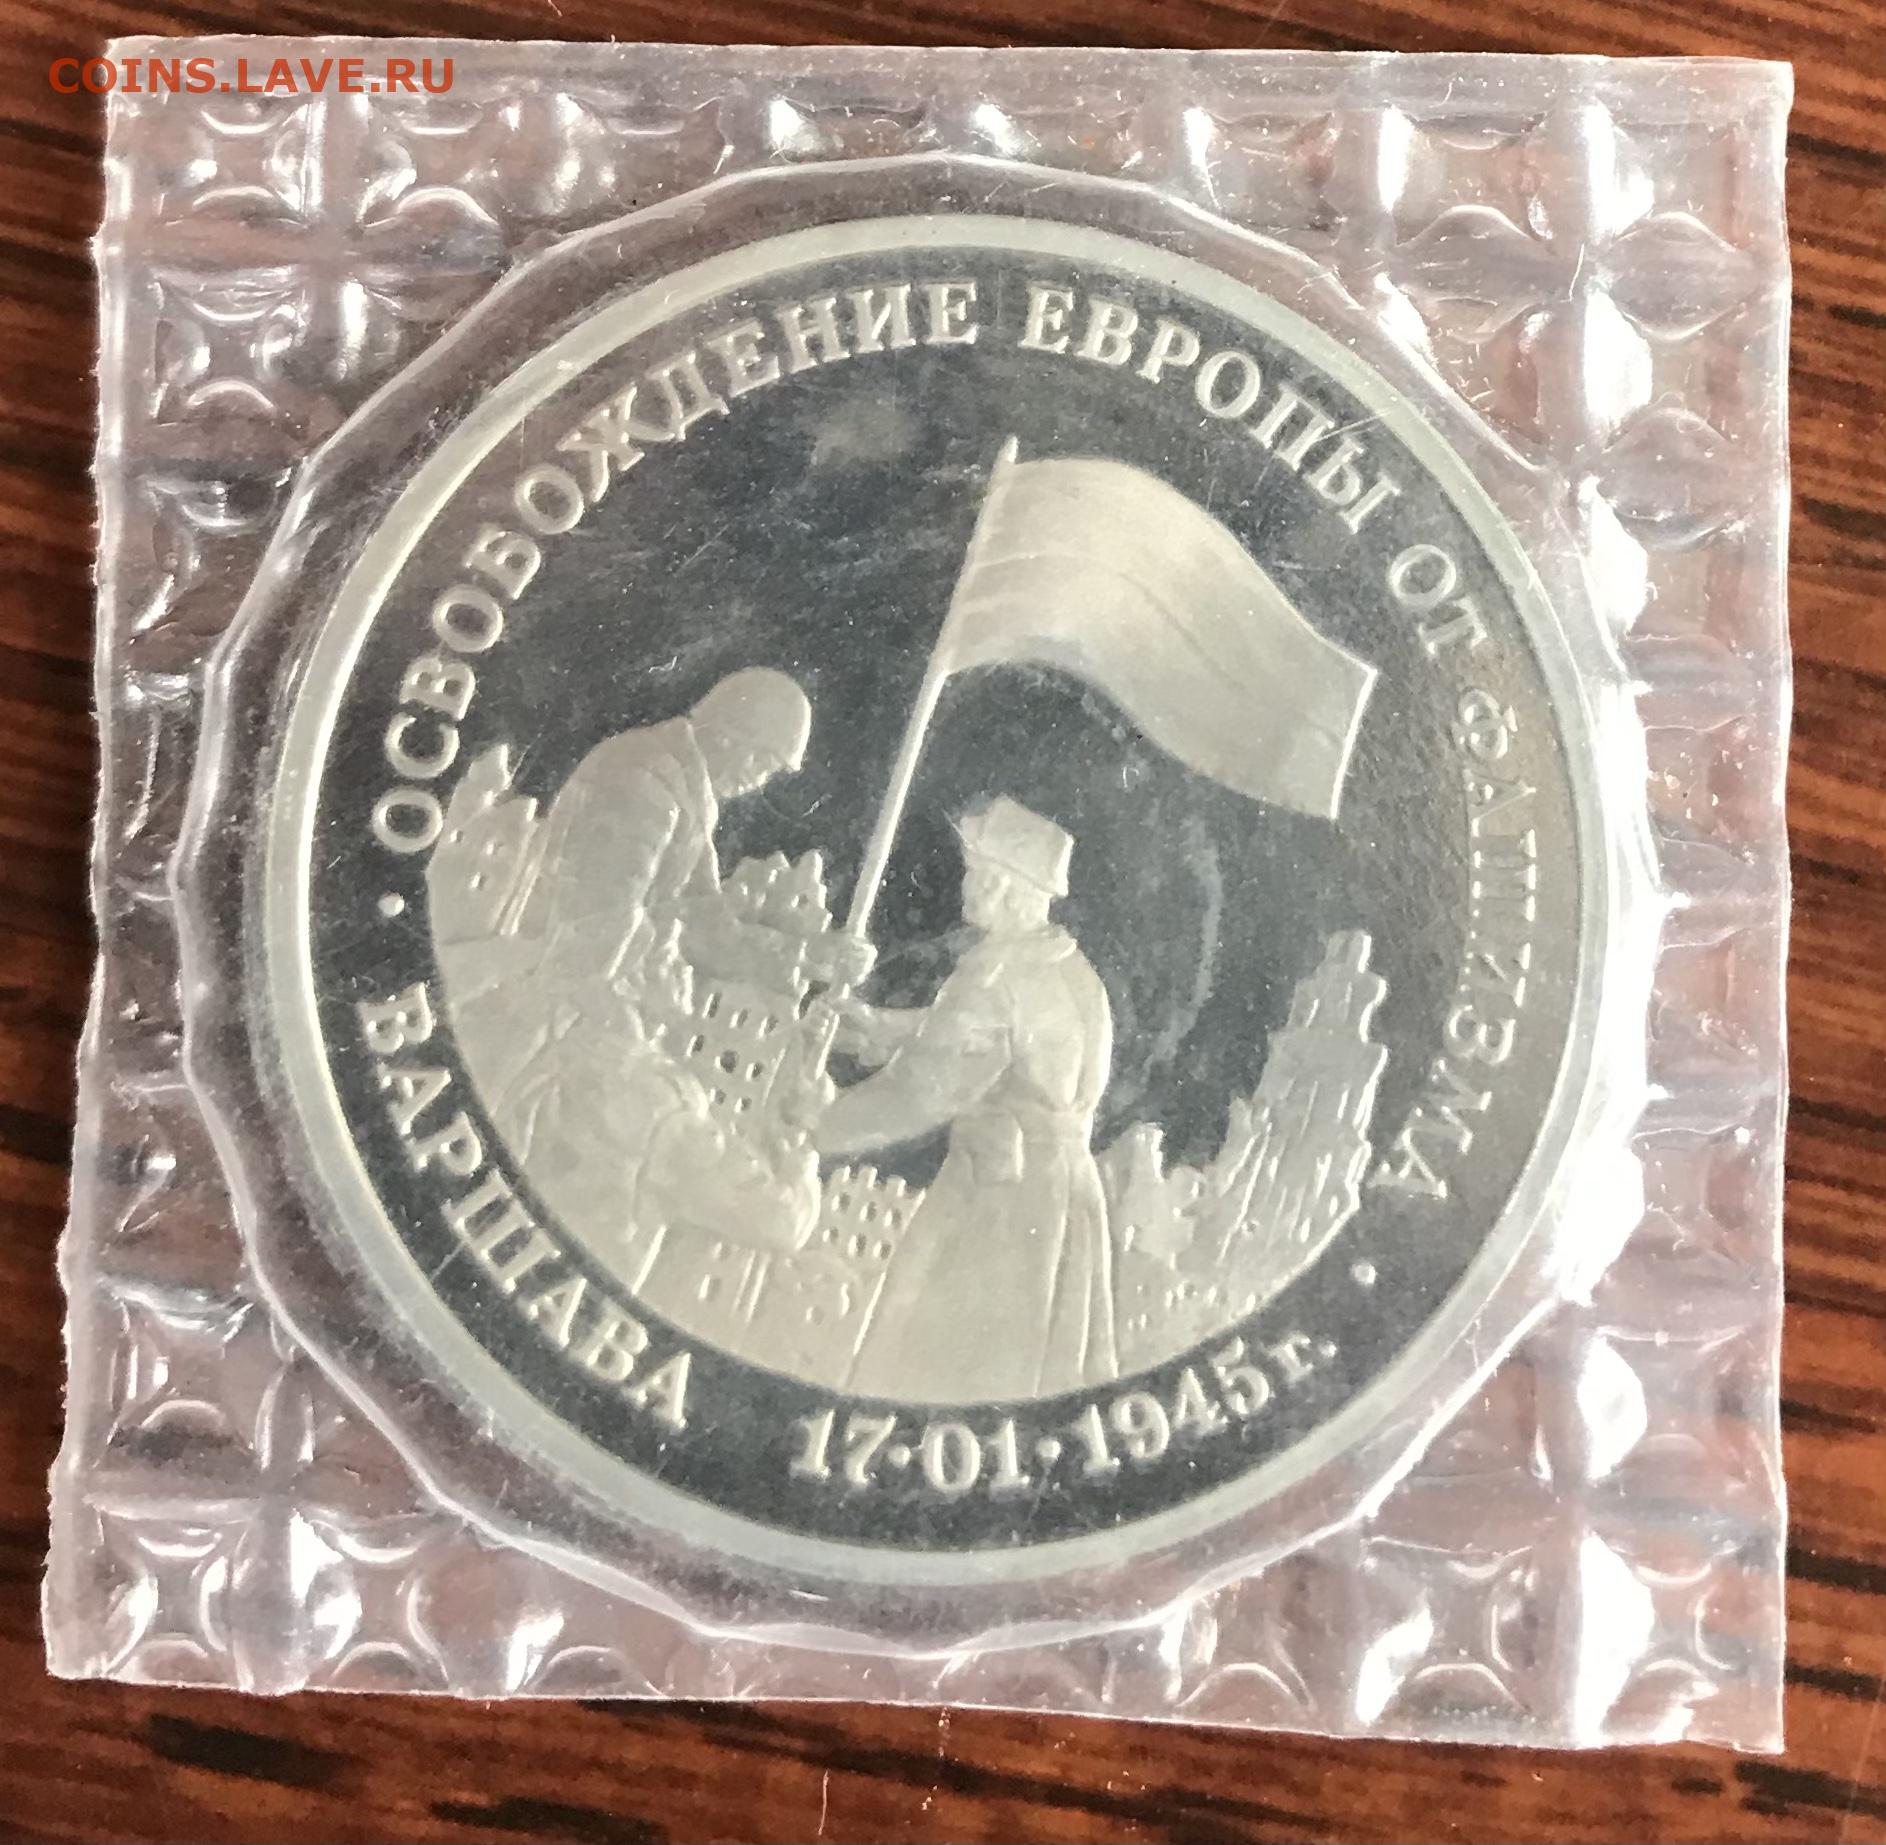 COINS.LAVE.RU
• ОСВОБОЖДЕНИЕ ЕВРОПЫ ОТ ФАШИЗМА •
ВАРШАВА 17•01•1945 г.